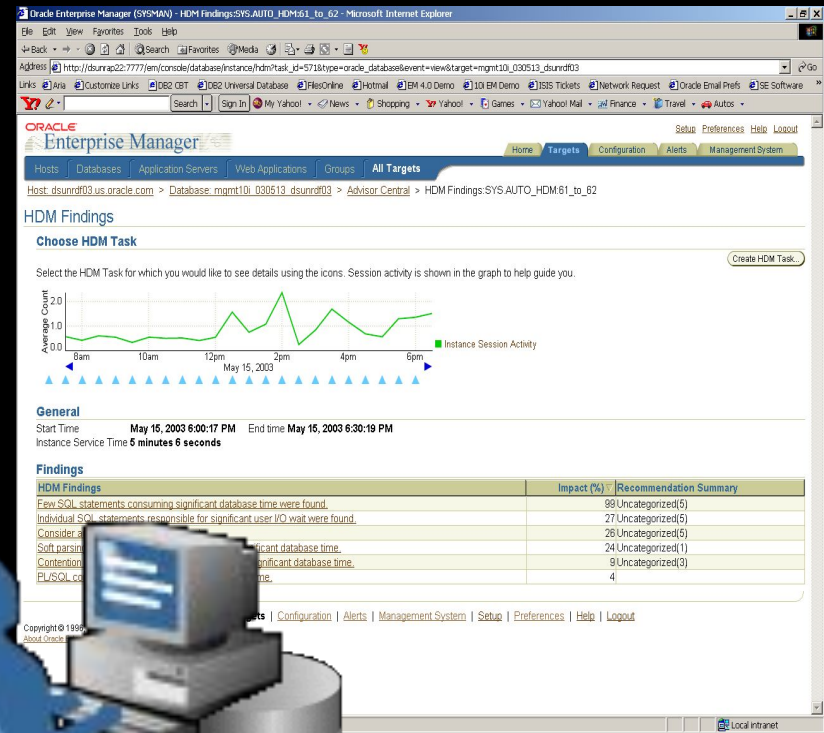 Oracle Enterprise Manager (SYSMAN) - HDM Findings:SYS.AUTO_HDM:61_to_62 - Microsoft Internet Explorer
File Edit View Favorites Tools Help
Back Search Favorites Media
Address http://dsunrap22:7777/em/console/database/instance/hdm?task_id=571&type=oracle_database&event=view&target=mgmt10i_030513_dsunrdf03 Go
Links Aria Customize Links DB2 CBT DB2 Universal Database FilesOnline Hotmail EM 4.0 Demo 10i EM Demo ISIS Tickets Network Request Oracle Email Prefs SE Software »
Y! Search Sign In My Yahoo! News Shopping Yahoo! Games Yahoo! Mail Finance Travel Autos
ORACLE
Enterprise Manager
Setup Preferences Help Logout
Home Targets Configuration Alerts Management System
Hosts Databases Application Servers Web Applications Groups All Targets
Host: dsunrdf03.us.oracle.com > Database: mgmt10i_030513_dsunrdf03 > Advisor Central > HDM Findings:SYS.AUTO_HDM:61_to_62
HDM Findings
Choose HDM Task
Create HDM Task...
Select the HDM Task for which you would like to see details using the icons. Session activity is shown in the graph to help guide you.
Average Count
2.0
1.0
0.0
8am 10am 12pm 2pm 4pm 6pm
May 15, 2003
Instance Session Activity
General
Start Time May 15, 2003 6:00:17 PM End time May 15, 2003 6:30:19 PM
Instance Service Time 5 minutes 6 seconds
Findings
HDM Findings Impact (%) Recommendation Summary
Few SQL statements consuming significant database time were found. 99 Uncategorized(5)
Individual SQL statements responsible for significant user I/O wait were found. 27 Uncategorized(5)
Consider 26 Uncategorized(5)
Soft database time. 24 Uncategorized(1)
Contention database time. 9 Uncategorized(3)
PL/SQL 4
| Configuration | Alerts | Management System | Setup | Preferences | Help | Logout
Copyright ©
About Oracle
Local intranet